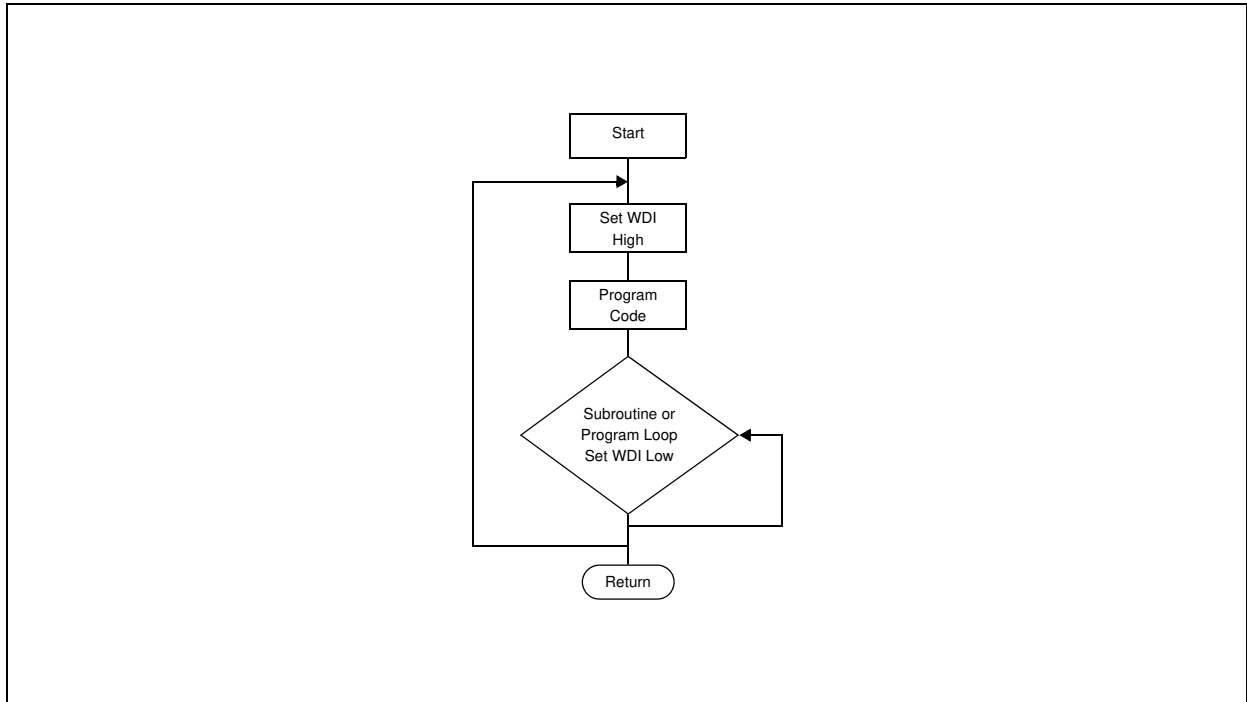 Start
Set WDI
High
Program
Code
Subroutine or
Program Loop
Set WDI Low
Return